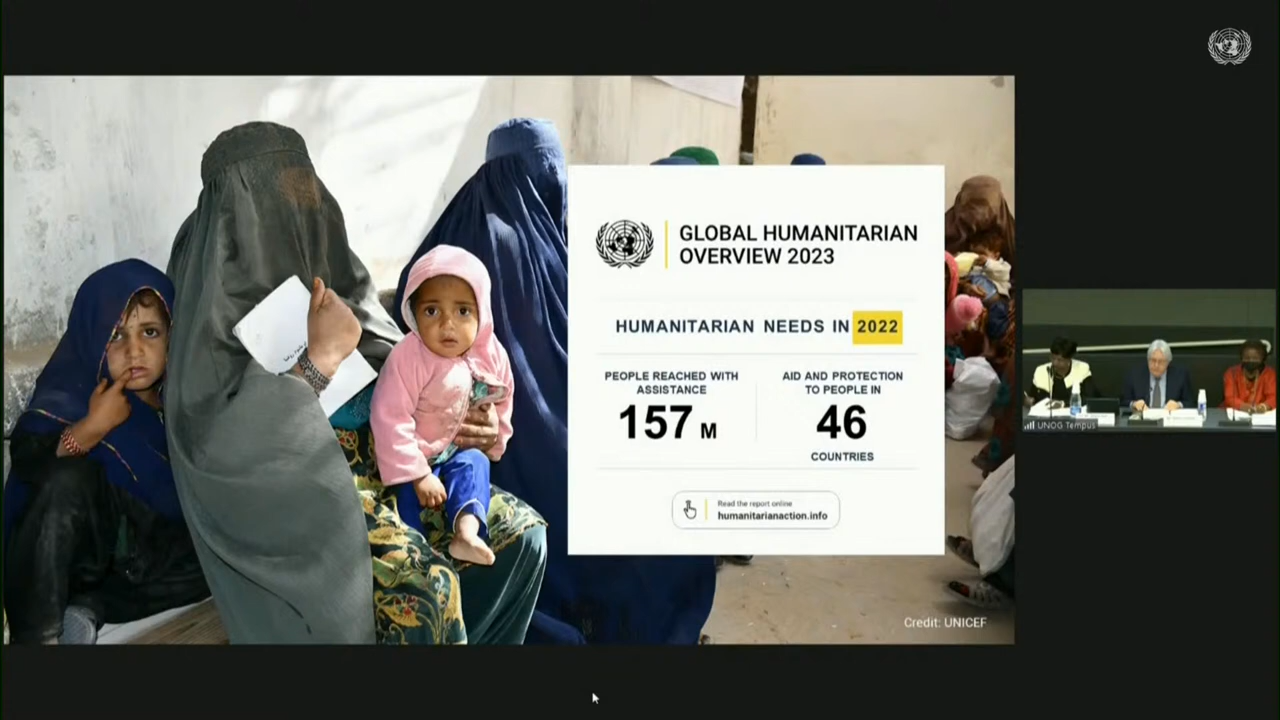 GLOBAL HUMANITARIAN
OVERVIEW 2023
HUMANITARIAN NEEDS IN 2022
PEOPLE REACHED WITH
ASSISTANCE
157 M
AID AND PROTECTION
TO PEOPLE IN
46
COUNTRIES
Read the report online
humanitarianaction.info
Credit: UNICEF
UNOG Tempus